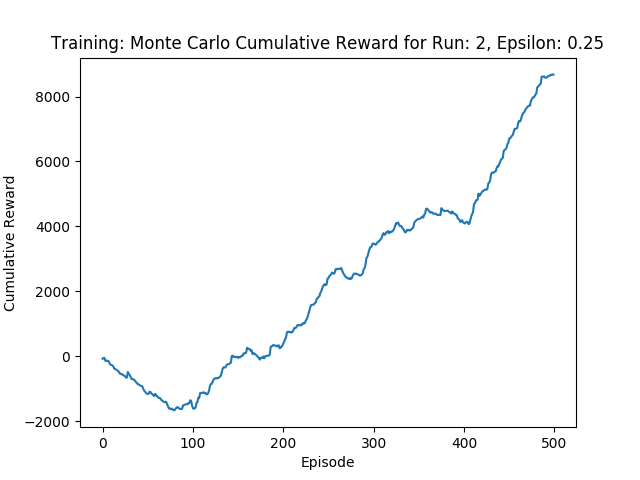 Training: Monte Carlo Cumulative Reward for Run: 2, Epsilon: 0.25
8000
6000
4000
2000
0
−2000
Cumulative Reward
0 100 200 300 400 500
Episode